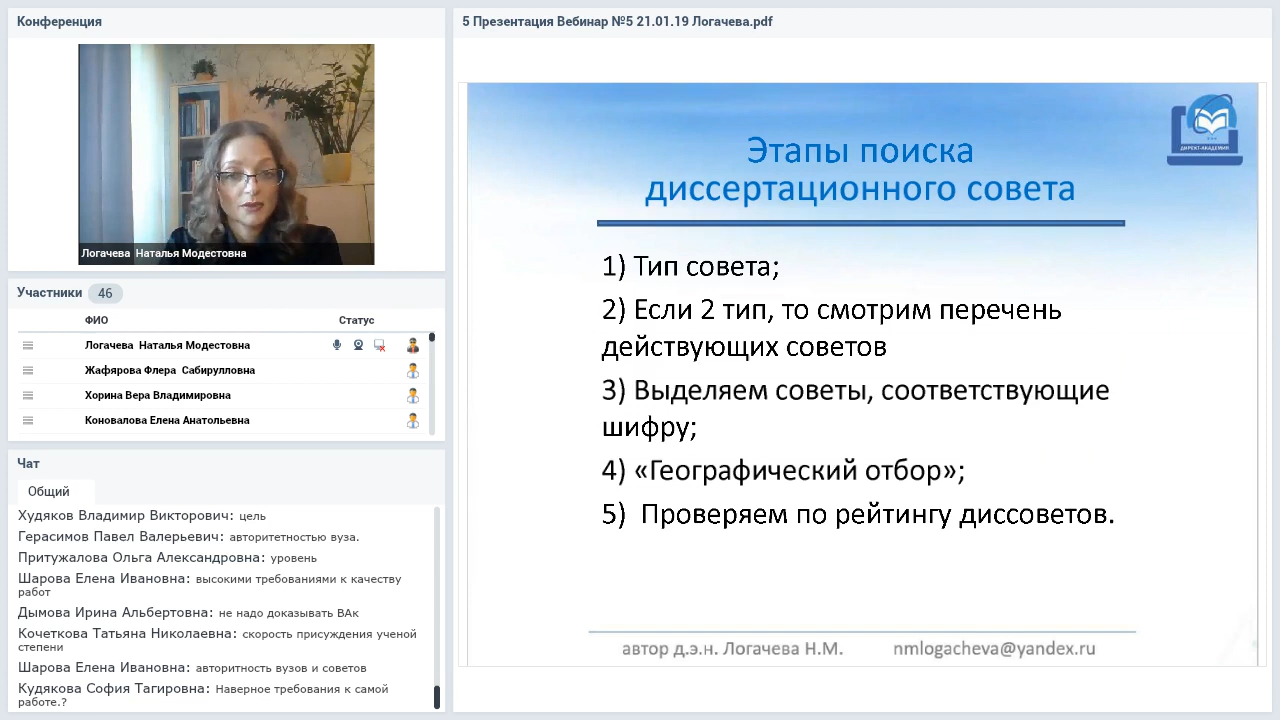 Конференция
Логачева  Наталья Модестовна
Участники 46
ФИО Статус
Логачева  Наталья Модестовна
Жафярова Флера  Сабирулловна
Хорина Вера Владимировна
Коновалова Елена Анатольевна
Чат
Общий
Худяков Владимир Викторович: цель
Герасимов Павел Валерьевич: авторитетностью вуза.
Притужалова Ольга Александровна: уровень
Шарова Елена Ивановна: высокими требованиями к качеству
работ
Дымова Ирина Альбертовна: не надо доказывать ВАк
Кочеткова Татьяна Николаевна: скорость присуждения ученой
степени
Шарова Елена Ивановна: авторитность вузов и советов
Кудякова София Тагировна: Наверное требования к самой
работе.?
5 Презентация Вебинар №5 21.01.19 Логачева.pdf
ДИРЕКТ-АКАДЕМИЯ
Этапы поиска
диссертационного совета
1) Тип совета;
2) Если 2 тип, то смотрим перечень
действующих советов
3) Выделяем советы, соответствующие
шифру;
4) «Географический отбор»;
5)  Проверяем по рейтингу диссоветов.
автор д.э.н. Логачева Н.М. nmlogacheva@yandex.ru